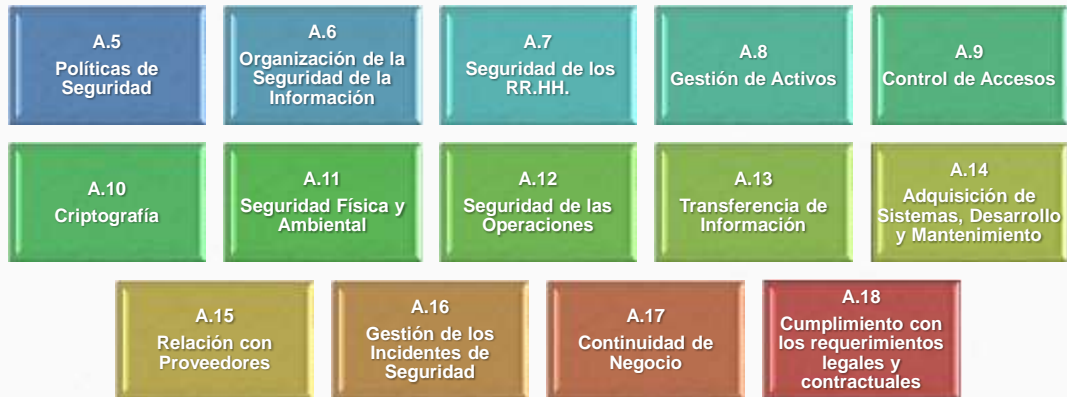 A.5
Políticas de
Seguridad
A.6
Organización de la
Seguridad de la
Información
A.7
Seguridad de los
RR.HH.
A.8
Gestión de Activos
A.9
Control de Accesos
A.10
Criptografía
A.11
Seguridad Física y
Ambiental
A.12
Seguridad de las
Operaciones
A.13
Transferencia de
Información
A.14
Adquisición de
Sistemas, Desarrollo
y Mantenimiento
A.15
Relación con
Proveedores
A.16
Gestión de los
Incidentes de
Seguridad
A.17
Continuidad de
Negocio
A.18
Cumplimiento con
los requerimientos
legales y
contractuales